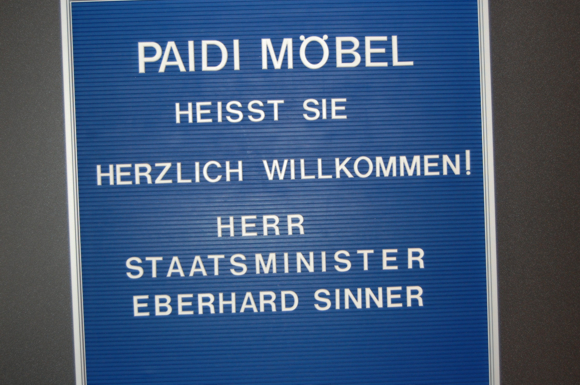 PAIDI MÖBEL
HEISST SIE
HERZLICH WILLKOMMEN!
HERR
STAATSMINISTER
EBERHARD SINNER